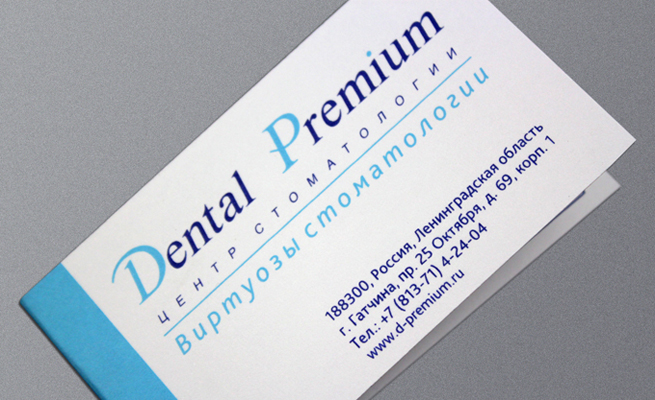 Dental Premium
ЦЕНТР СТОМАТОЛОГИИ
Виртуозы стоматологии
188300, Россия, Ленинградская область
г. Гатчина, пр. 25 Октября, д. 69, корп. 1
Тел.: +7 (813-71) 4-24-04
www.d-premium.ru